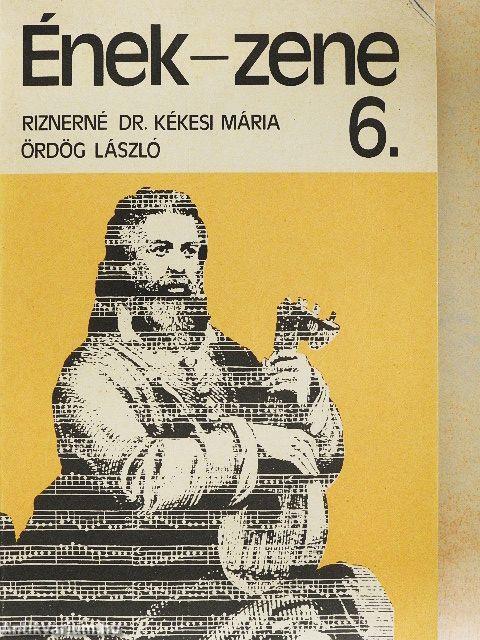 Ének–zene
RIZNERNÉ DR. KÉKESI MÁRIA
ÖRDÖG LÁSZLÓ
6.